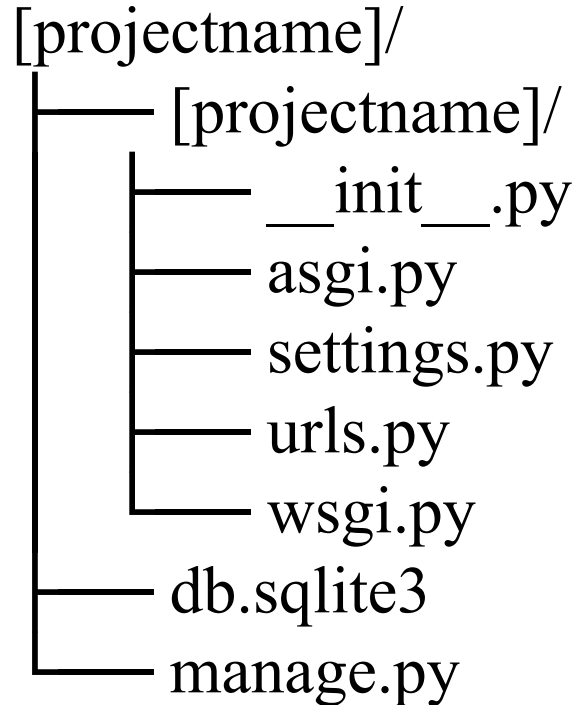 [projectname]/
[projectname]/
__init__.py
asgi.py
settings.py
urls.py
wsgi.py
db.sqlite3
manage.py